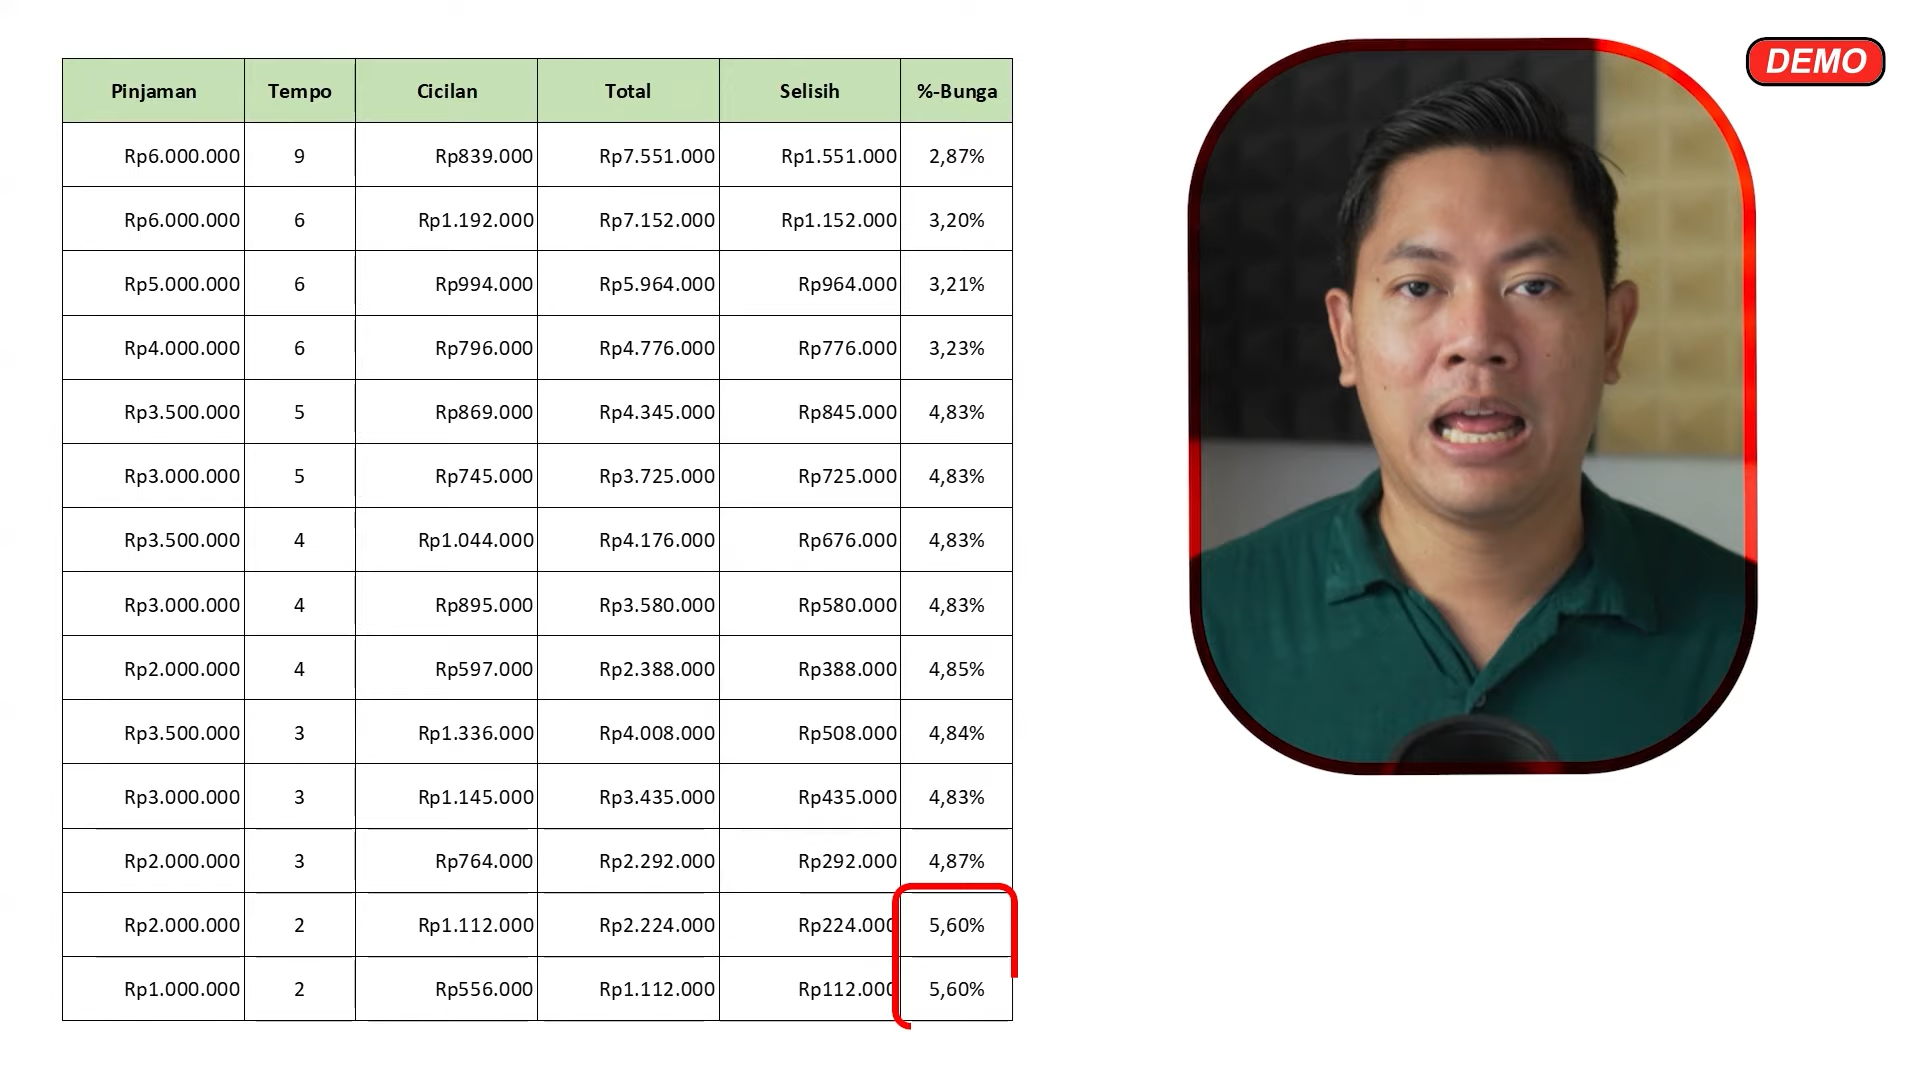 DEMO
Pinjaman Tempo Cicilan Total Selisih %-Bunga
Rp6.000.000 9 Rp839.000 Rp7.551.000 Rp1.551.000 2,87%
Rp6.000.000 6 Rp1.192.000 Rp7.152.000 Rp1.152.000 3,20%
Rp5.000.000 6 Rp994.000 Rp5.964.000 Rp964.000 3,21%
Rp4.000.000 6 Rp796.000 Rp4.776.000 Rp776.000 3,23%
Rp3.500.000 5 Rp869.000 Rp4.345.000 Rp845.000 4,83%
Rp3.000.000 5 Rp745.000 Rp3.725.000 Rp725.000 4,83%
Rp3.500.000 4 Rp1.044.000 Rp4.176.000 Rp676.000 4,83%
Rp3.000.000 4 Rp895.000 Rp3.580.000 Rp580.000 4,83%
Rp2.000.000 4 Rp597.000 Rp2.388.000 Rp388.000 4,85%
Rp3.500.000 3 Rp1.336.000 Rp4.008.000 Rp508.000 4,84%
Rp3.000.000 3 Rp1.145.000 Rp3.435.000 Rp435.000 4,83%
Rp2.000.000 3 Rp764.000 Rp2.292.000 Rp292.000 4,87%
Rp2.000.000 2 Rp1.112.000 Rp2.224.000 Rp224.000 5,60%
Rp1.000.000 2 Rp556.000 Rp1.112.000 Rp112.000 5,60%